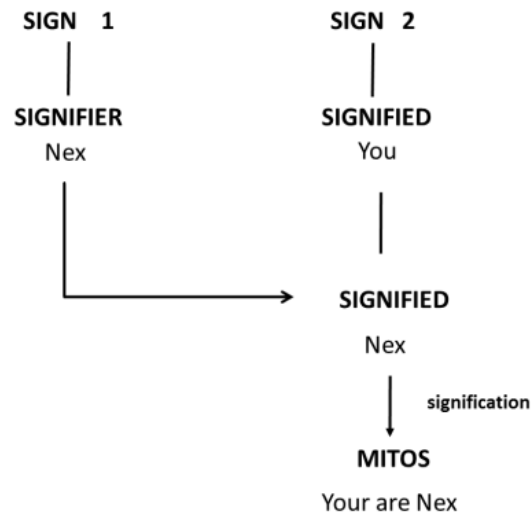 SIGN 1
SIGN 2
SIGNIFIER
SIGNIFIED
Nex
You
SIGNIFIED
Nex
signification
MITOS
Your are Nex